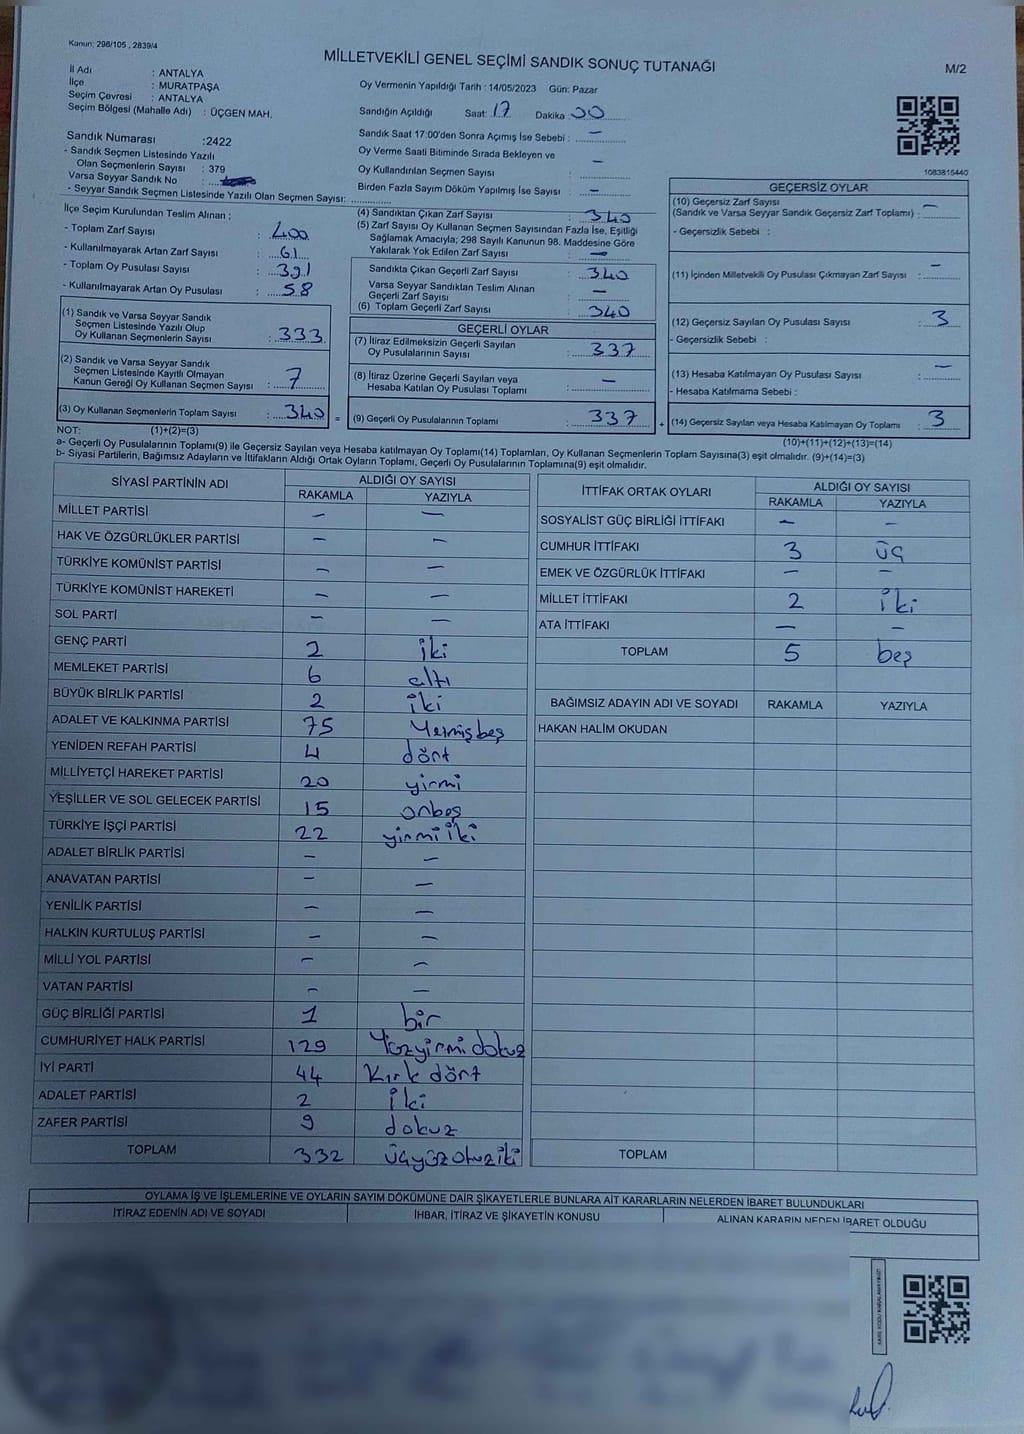 Kanun: 298/105 , 2839/4
MİLLETVEKİLİ GENEL SEÇİMİ SANDIK SONUÇ TUTANAĞI
M/2
İl Adı : ANTALYA
İlçe : MURATPAŞA
Seçim Çevresi : ANTALYA
Seçim Bölgesi (Mahalle Adı) : ÜÇGEN MAH.
Oy Vermenin Yapıldığı Tarih : 14/05/2023 Gün: Pazar
Sandığın Açıldığı Saat: 17 Dakika 00
Sandık Saat 17:00'den Sonra Açımış İse Sebebi : —
Oy Verme Saati Bitiminde Sırada Bekleyen ve
Oy Kullandırılan Seçmen Sayısı : —
Birden Fazla Sayım Döküm Yapılmış İse Sayısı : —
1083815440
Sandık Numarası :2422
- Sandık Seçmen Listesinde Yazılı
Olan Seçmenlerin Sayısı : 379
Varsa Seyyar Sandık No :
- Seyyar Sandık Seçmen Listesinde Yazılı Olan Seçmen Sayısı:
İlçe Seçim Kurulundan Teslim Alınan ;
- Toplam Zarf Sayısı : 400
- Kullanılmayarak Artan Zarf Sayısı : 61
- Toplam Oy Pusulası Sayısı : 391
- Kullanılmayarak Artan Oy Pusulası : 58
(1) Sandık ve Varsa Seyyar Sandık
Seçmen Listesinde Yazılı Olup
Oy Kullanan Seçmenlerin Sayısı : 333
(2) Sandık ve Varsa Seyyar Sandık
Seçmen Listesinde Kayıtlı Olmayan
Kanun Gereği Oy Kullanan Seçmen Sayısı : 7
(3) Oy Kullanan Seçmenlerin Toplam Sayısı : 340 =
(4) Sandıktan Çıkan Zarf Sayısı : 340
(5) Zarf Sayısı Oy Kullanan Seçmen Sayısından Fazla İse, Eşitliği
Sağlamak Amacıyla; 298 Sayılı Kanunun 98. Maddesine Göre
Yakılarak Yok Edilen Zarf Sayısı : —
Sandıkta Çıkan Geçerli Zarf Sayısı : 340
Varsa Seyyar Sandıktan Teslim Alınan
Geçerli Zarf Sayısı : —
(6) Toplam Geçerli Zarf Sayısı : 340
GEÇERLİ OYLAR
(7) İtiraz Edilmeksizin Geçerli Sayılan
Oy Pusulalarının Sayısı : 337
(8) İtiraz Üzerine Geçerli Sayılan veya
Hesaba Katılan Oy Pusulası Toplamı : —
(9) Geçerli Oy Pusulalarının Toplamı : 337 +
GEÇERSİZ OYLAR
(10) Geçersiz Zarf Sayısı
(Sandık ve Varsa Seyyar Sandık Geçersiz Zarf Toplamı) : —
- Geçersizlik Sebebi :
(11) İçinden Milletvekili Oy Pusulası Çıkmayan Zarf Sayısı : —
(12) Geçersiz Sayılan Oy Pusulası Sayısı : 3
- Geçersizlik Sebebi :
(13) Hesaba Katılmayan Oy Pusulası Sayısı : —
- Hesaba Katılmama Sebebi :
(14) Geçersiz Sayılan veya Hesaba Katılmayan Oy Toplamı : 3
NOT: (1)+(2)=(3)
(10)+(11)+(12)+(13)=(14)
a- Geçerli Oy Pusulalarının Toplamı(9) ile Geçersiz Sayılan veya Hesaba katılmayan Oy Toplamı(14) Toplamları, Oy Kullanan Seçmenlerin Toplam Sayısına(3) eşit olmalıdır. (9)+(14)=(3)
b- Siyasi Partilerin, Bağımsız Adayların ve İttifakların Aldığı Ortak Oyların Toplamı, Geçerli Oy Pusulalarının Toplamına(9) eşit olmalıdır.
SİYASİ PARTİNİN ADI ALDIĞI OY SAYISI
RAKAMLA YAZIYLA
MİLLET PARTİSİ — —
HAK VE ÖZGÜRLÜKLER PARTİSİ — —
TÜRKİYE KOMÜNİST PARTİSİ — —
TÜRKİYE KOMÜNİST HAREKETİ — —
SOL PARTİ — —
GENÇ PARTİ 2 iki
MEMLEKET PARTİSİ 6 altı
BÜYÜK BİRLİK PARTİSİ 2 iki
ADALET VE KALKINMA PARTİSİ 75 Yetmişbeş
YENİDEN REFAH PARTİSİ 4 dört
MİLLİYETÇİ HAREKET PARTİSİ 20 yirmi
YEŞİLLER VE SOL GELECEK PARTİSİ 15 onbeş
TÜRKİYE İŞÇİ PARTİSİ 22 yirmi iki
ADALET BİRLİK PARTİSİ — —
ANAVATAN PARTİSİ — —
YENİLİK PARTİSİ — —
HALKIN KURTULUŞ PARTİSİ — —
MİLLİ YOL PARTİSİ — —
VATAN PARTİSİ — —
GÜÇ BİRLİĞİ PARTİSİ 1 bir
CUMHURİYET HALK PARTİSİ 129 Yüzyirmi dokuz
İYİ PARTİ 44 Kırk dört
ADALET PARTİSİ 2 iki
ZAFER PARTİSİ 9 dokuz
TOPLAM 332 üçyüzotuziki
İTTİFAK ORTAK OYLARI ALDIĞI OY SAYISI
RAKAMLA YAZIYLA
SOSYALİST GÜÇ BİRLİĞİ İTTİFAKI — —
CUMHUR İTTİFAKI 3 üç
EMEK VE ÖZGÜRLÜK İTTİFAKI — —
MİLLET İTTİFAKI 2 iki
ATA İTTİFAKI — —
TOPLAM 5 beş
BAĞIMSIZ ADAYIN ADI VE SOYADI RAKAMLA YAZIYLA
HAKAN HALİM OKUDAN
TOPLAM
OYLAMA İŞ VE İŞLEMLERİNE VE OYLARIN SAYIM DÖKÜMÜNE DAİR ŞİKAYETLERLE BUNLARA AİT KARARLARIN NELERDEN İBARET BULUNDUKLARI
İTİRAZ EDENİN ADI VE SOYADI İHBAR, İTİRAZ VE ŞİKAYETİN KONUSU ALINAN KARARIN NEDEN İBARET OLDUĞU
KARE KODU KARALAMAYINIZ!